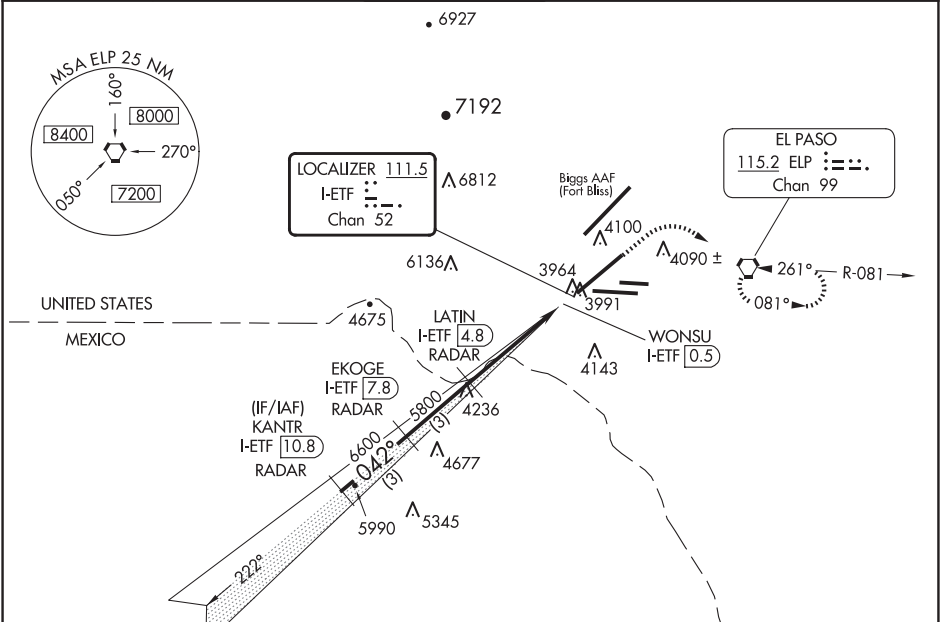 6927
MSA ELP 25 NM
160°
8000
8400
270°
050°
7200
7192
LOCALIZER 111.5
I-ETF
Chan 52
6812
Biggs AAF
(Fort Bliss)
EL PASO
115.2 ELP
Chan 99
4100
4090 ±
6136
3964
3991
261°
R-081
081°
UNITED STATES
MEXICO
4675
LATIN
I-ETF 4.8
RADAR
WONSU
I-ETF 0.5
4143
EKOGE
I-ETF 7.8
RADAR
5800
(3)
4236
(IF/IAF)
KANTR
I-ETF 10.8
RADAR
6600
042°
(3)
4677
5990
5345
222°